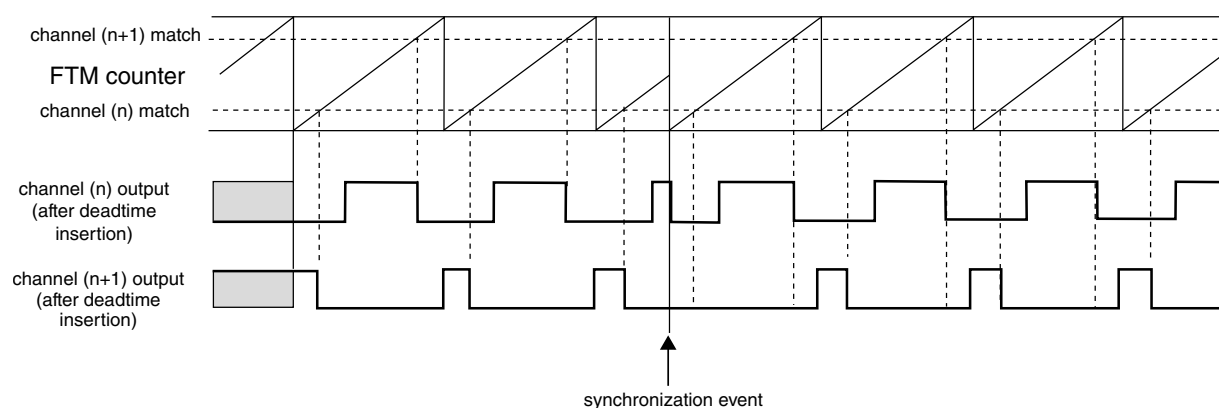 channel (n+1) match
FTM counter
channel (n) match
channel (n) output
(after deadtime
insertion)
channel (n+1) output
(after deadtime
insertion)
synchronization event